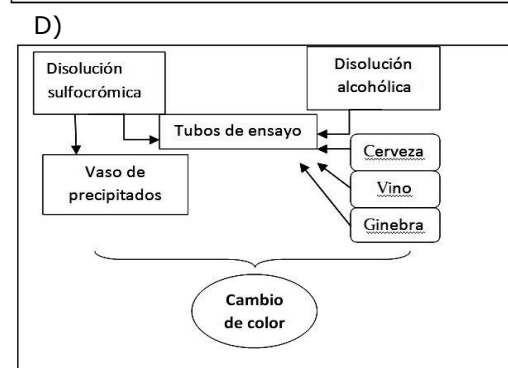 D)
Disolución
sulfocrómica
Disolución
alcohólica
Tubos de ensayo
Vaso de
precipitados
Cerveza
Vino
Ginebra
Cambio
de color